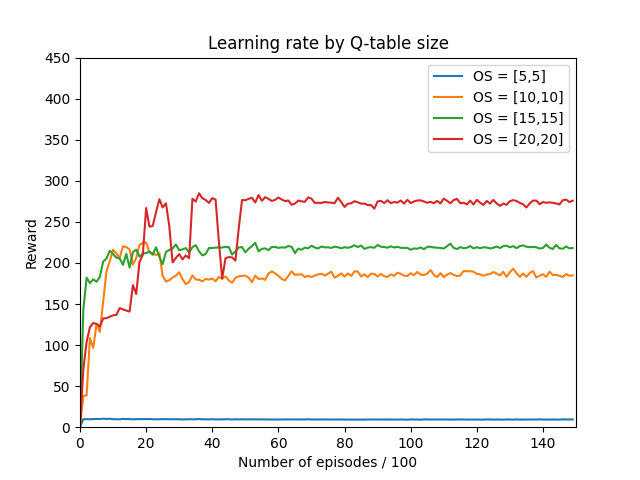 Learning rate by Q-table size
450
400
350
300
250
200
150
100
50
0
Reward
OS = [5,5]
OS = [10,10]
OS = [15,15]
OS = [20,20]
0 20 40 60 80 100 120 140
Number of episodes / 100